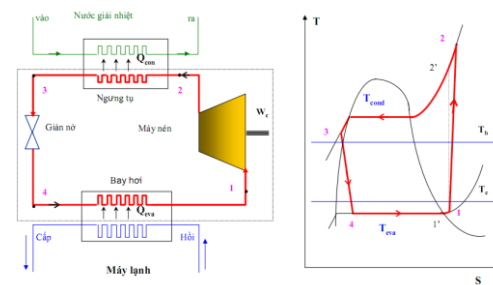 vào
Nước giải nhiệt
ra
Qcon
3
Ngưng tụ
2
Giãn nở
Máy nén
Wc
4
Bay hơi
1
Qeva
Cấp
Hồi
Máy lạnh
T
2
2'
Tcond
3
Th
Te
4
Teva
1'
1
S